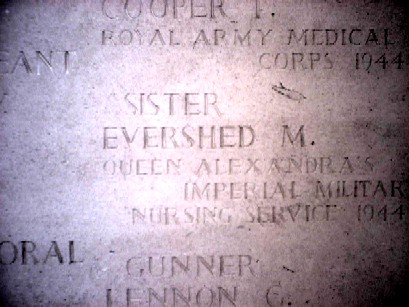 COOPER T.
ROYAL ARMY MEDICAL
EANT
CORPS 1944
SISTER
EVERSHED M.
QUEEN ALEXANDRA'S
IMPERIAL MILITAR
NURSING SERVICE 1944
ORAL
GUNNER
LENNON C.